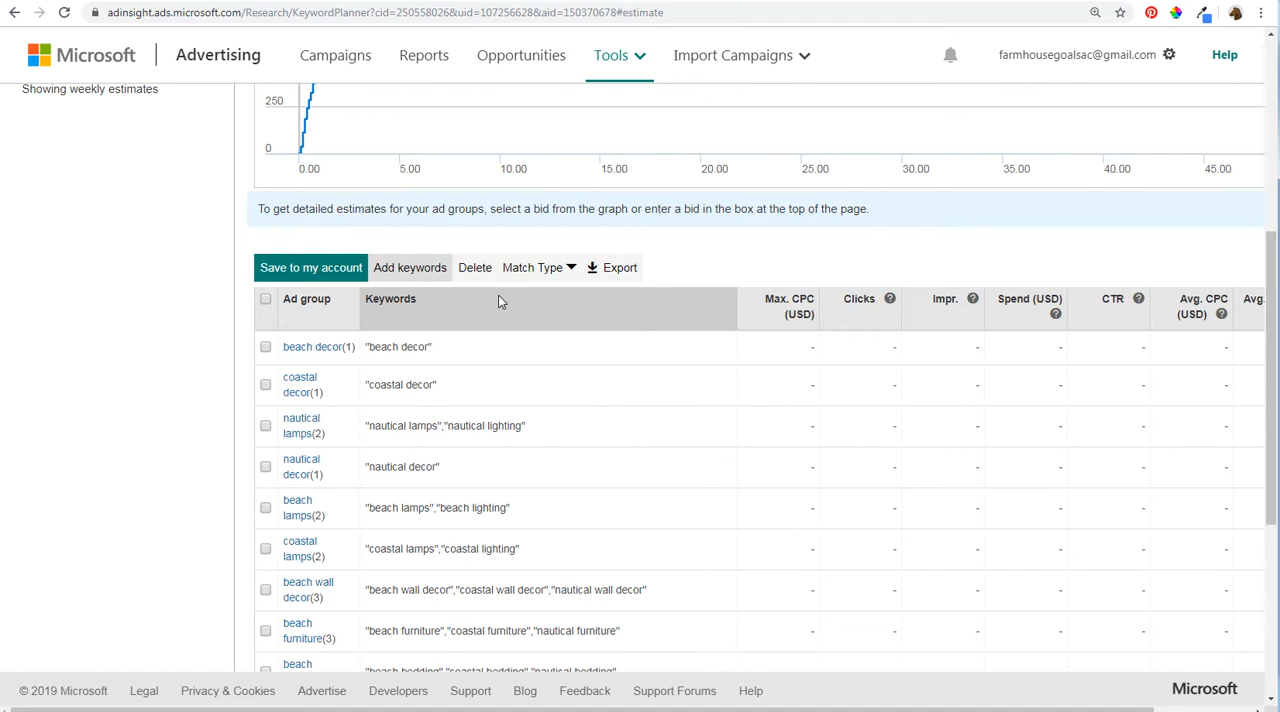 adinsight.ads.microsoft.com/Research/KeywordPlanner?cid=250558026&uid=107256628&aid=150370678#estimate
Microsoft Advertising Campaigns Reports Opportunities Tools Import Campaigns farmhousegoalsac@gmail.com Help
Showing weekly estimates
250
0
0.00 5.00 10.00 15.00 20.00 25.00 30.00 35.00 40.00 45.00
To get detailed estimates for your ad groups, select a bid from the graph or enter a bid in the box at the top of the page.
Save to my account Add keywords Delete Match Type Export
Ad group Keywords Max. CPC (USD) Clicks ? Impr. ? Spend (USD) ? CTR ? Avg. CPC (USD) ? Avg.
beach decor(1) "beach decor" - - - - - -
coastal decor(1) "coastal decor" - - - - - -
nautical lamps(2) "nautical lamps","nautical lighting" - - - - - -
nautical decor(1) "nautical decor" - - - - - -
beach lamps(2) "beach lamps","beach lighting" - - - - - -
coastal lamps(2) "coastal lamps","coastal lighting" - - - - - -
beach wall decor(3) "beach wall decor","coastal wall decor","nautical wall decor" - - - - - -
beach furniture(3) "beach furniture","coastal furniture","nautical furniture" - - - - - -
beach "beach bedding","coastal bedding","nautical bedding"
© 2019 Microsoft Legal Privacy & Cookies Advertise Developers Support Blog Feedback Support Forums Help Microsoft